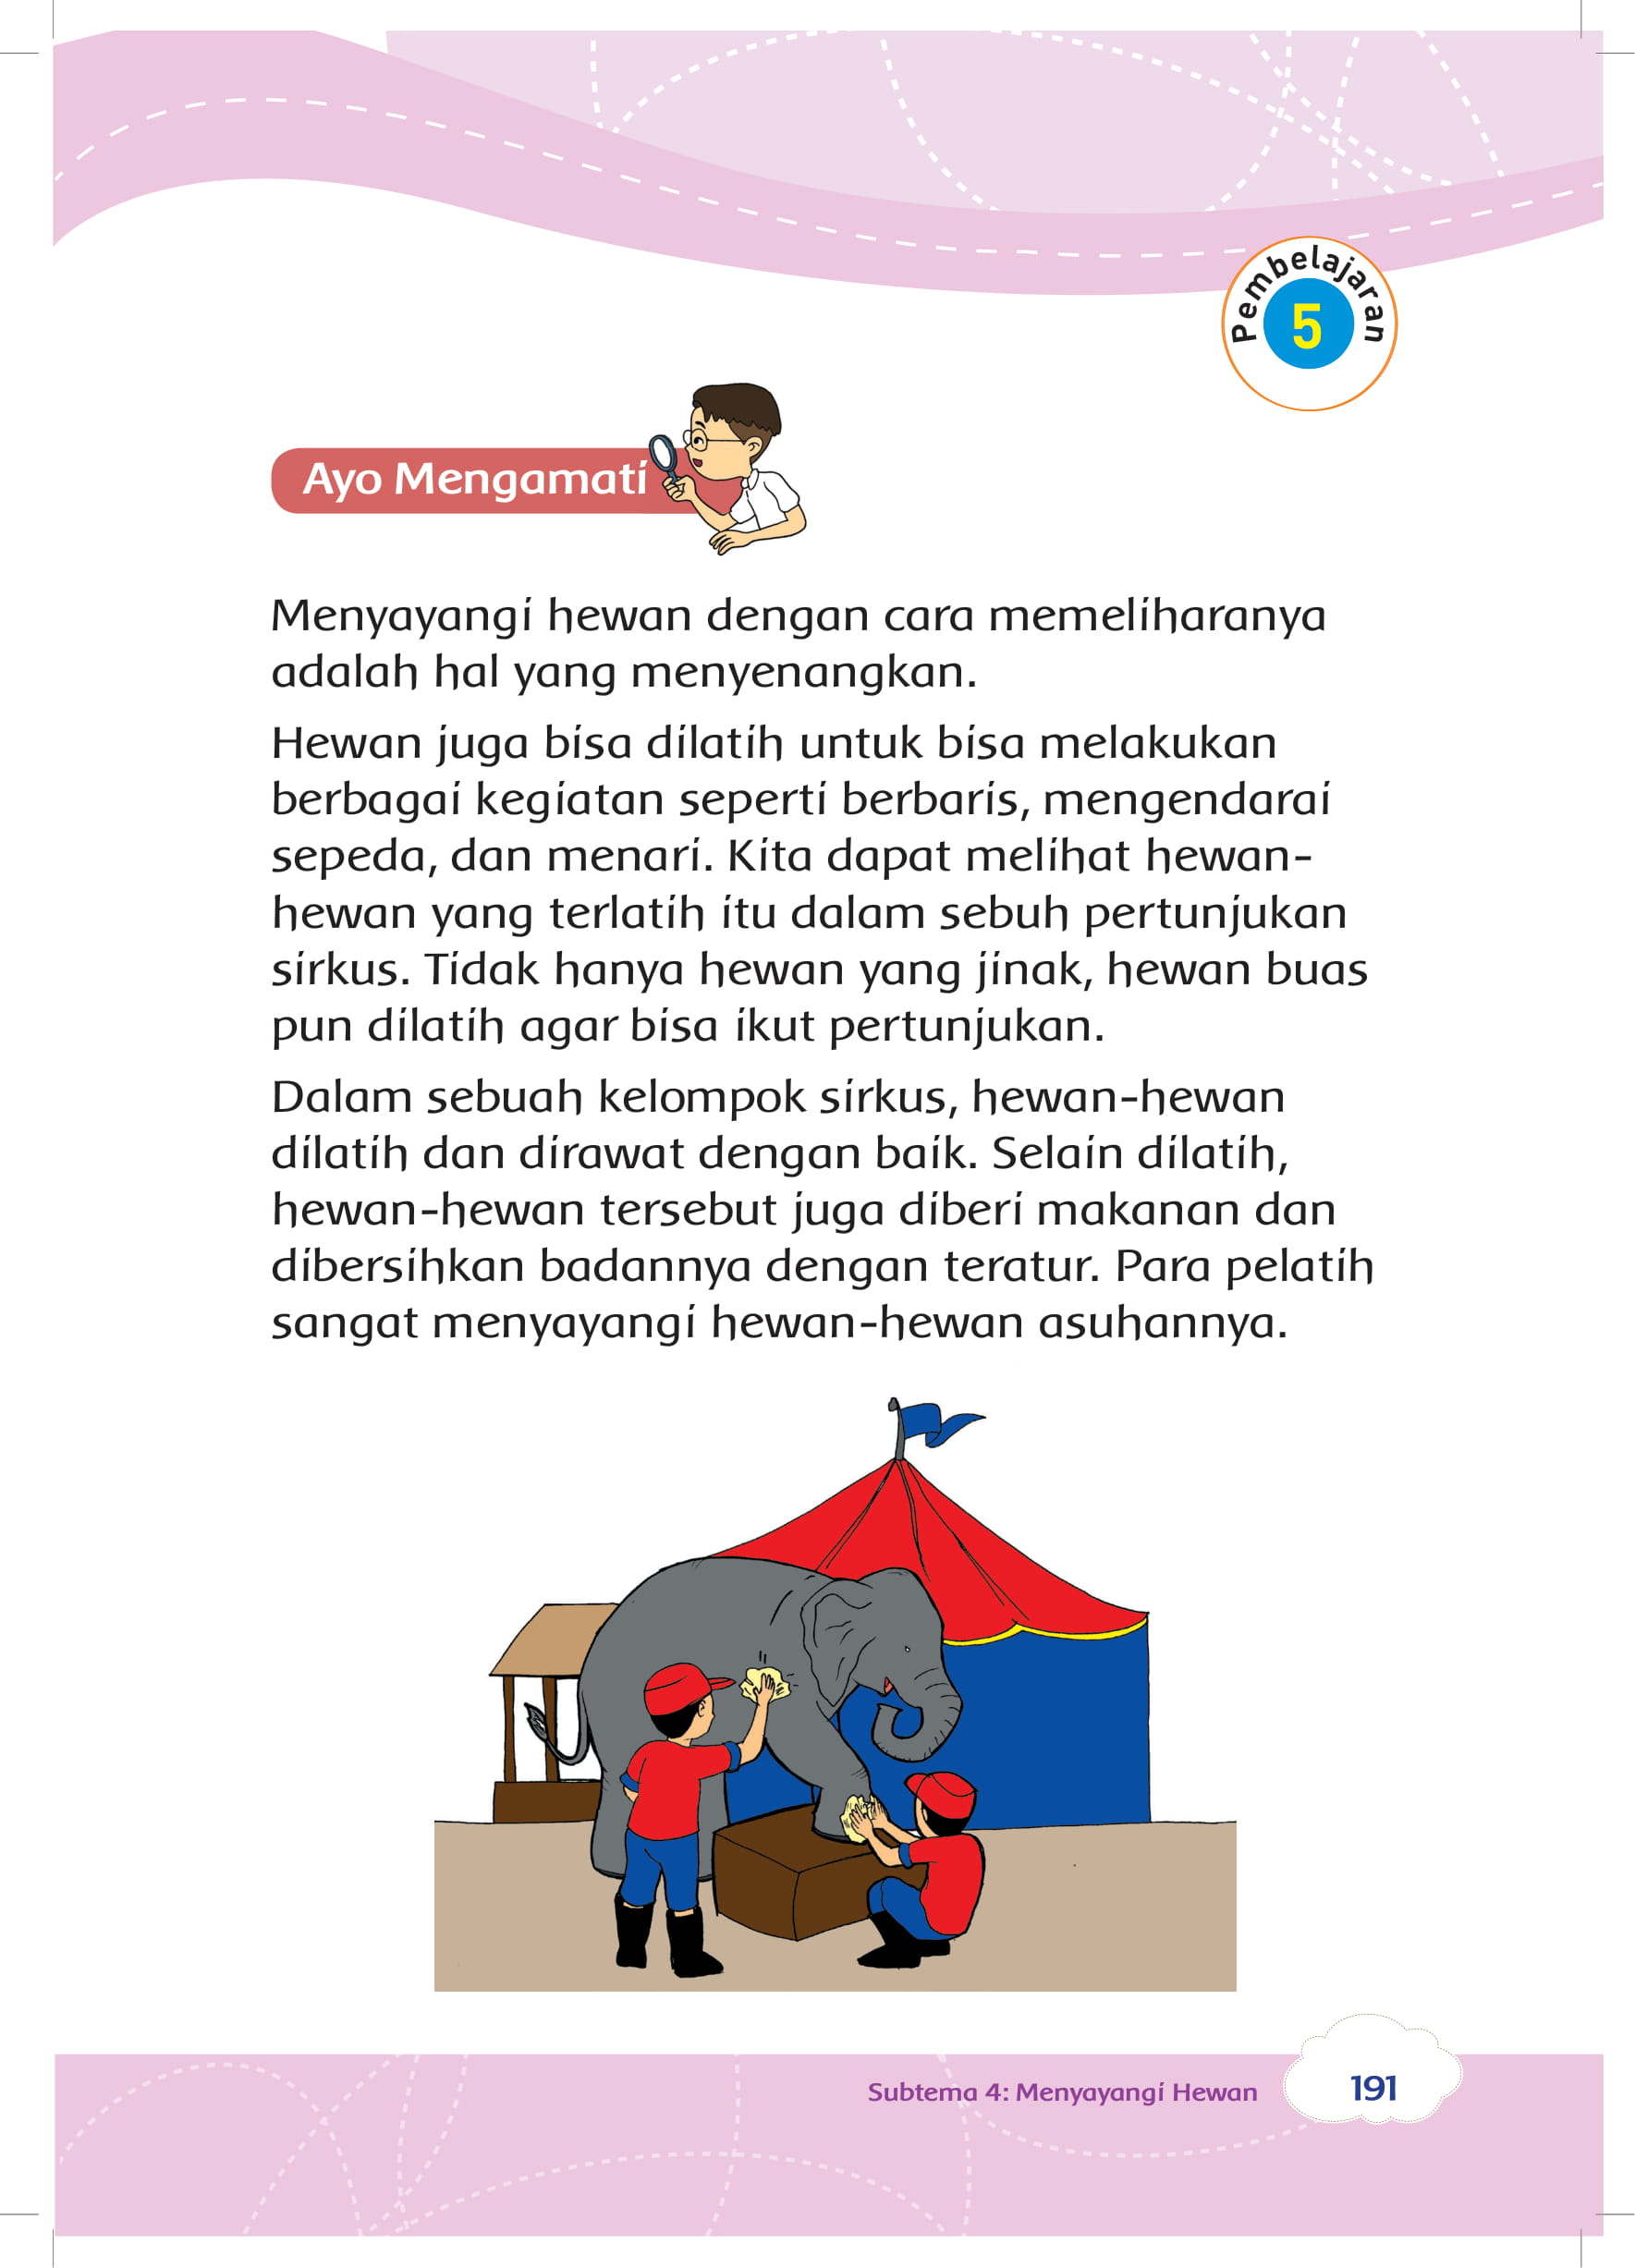 Pembelajaran
5
Ayo Mengamati
Menyayangi hewan dengan cara memeliharanya
adalah hal yang menyenangkan.
Hewan juga bisa dilatih untuk bisa melakukan
berbagai kegiatan seperti berbaris, mengendarai
sepeda, dan menari. Kita dapat melihat hewan-
hewan yang terlatih itu dalam sebuh pertunjukan
sirkus. Tidak hanya hewan yang jinak, hewan buas
pun dilatih agar bisa ikut pertunjukan.
Dalam sebuah kelompok sirkus, hewan-hewan
dilatih dan dirawat dengan baik. Selain dilatih,
hewan-hewan tersebut juga diberi makanan dan
dibersihkan badannya dengan teratur. Para pelatih
sangat menyayangi hewan-hewan asuhannya.
Subtema 4: Menyayangi Hewan
191